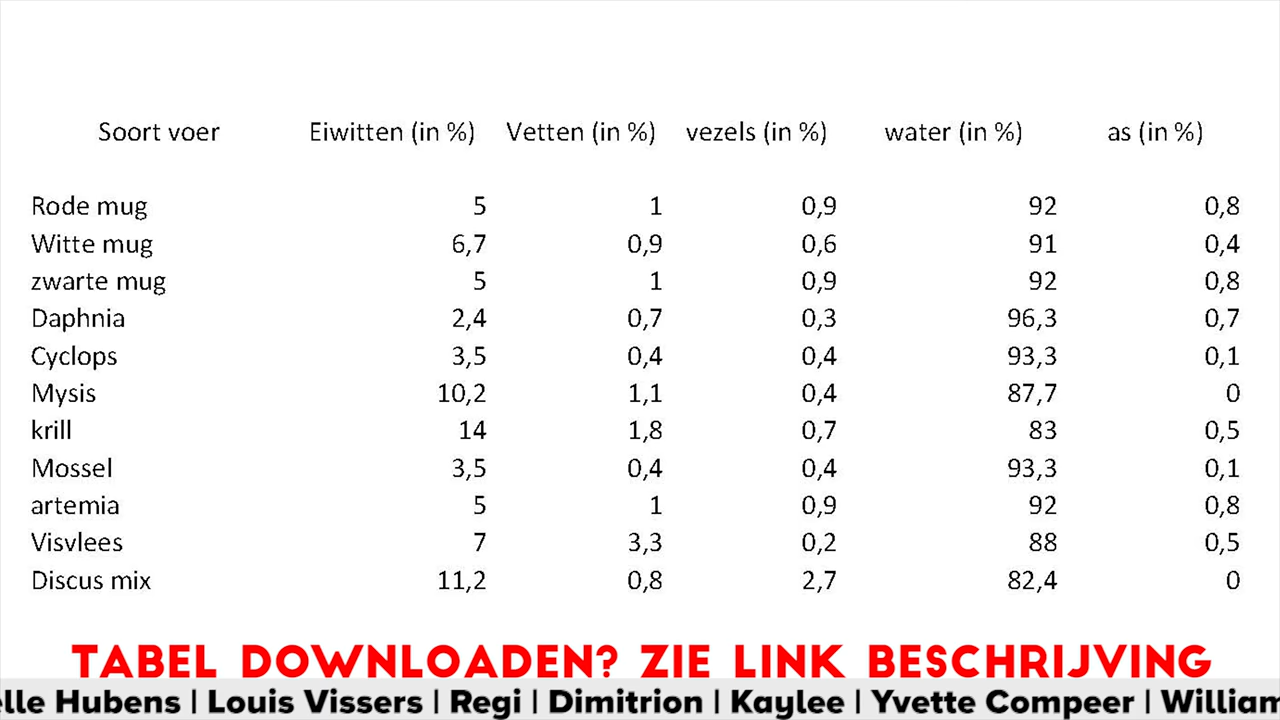 Soort voer Eiwitten (in %) Vetten (in %) vezels (in %) water (in %) as (in %)
Rode mug 5 1 0,9 92 0,8
Witte mug 6,7 0,9 0,6 91 0,4
zwarte mug 5 1 0,9 92 0,8
Daphnia 2,4 0,7 0,3 96,3 0,7
Cyclops 3,5 0,4 0,4 93,3 0,1
Mysis 10,2 1,1 0,4 87,7 0
krill 14 1,8 0,7 83 0,5
Mossel 3,5 0,4 0,4 93,3 0,1
artemia 5 1 0,9 92 0,8
Visvlees 7 3,3 0,2 88 0,5
Discus mix 11,2 0,8 2,7 82,4 0
TABEL DOWNLOADEN? ZIE LINK BESCHRIJVING
Hubens | Louis Vissers | Regi | Dimitrion | Kaylee | Yvette Compeer |